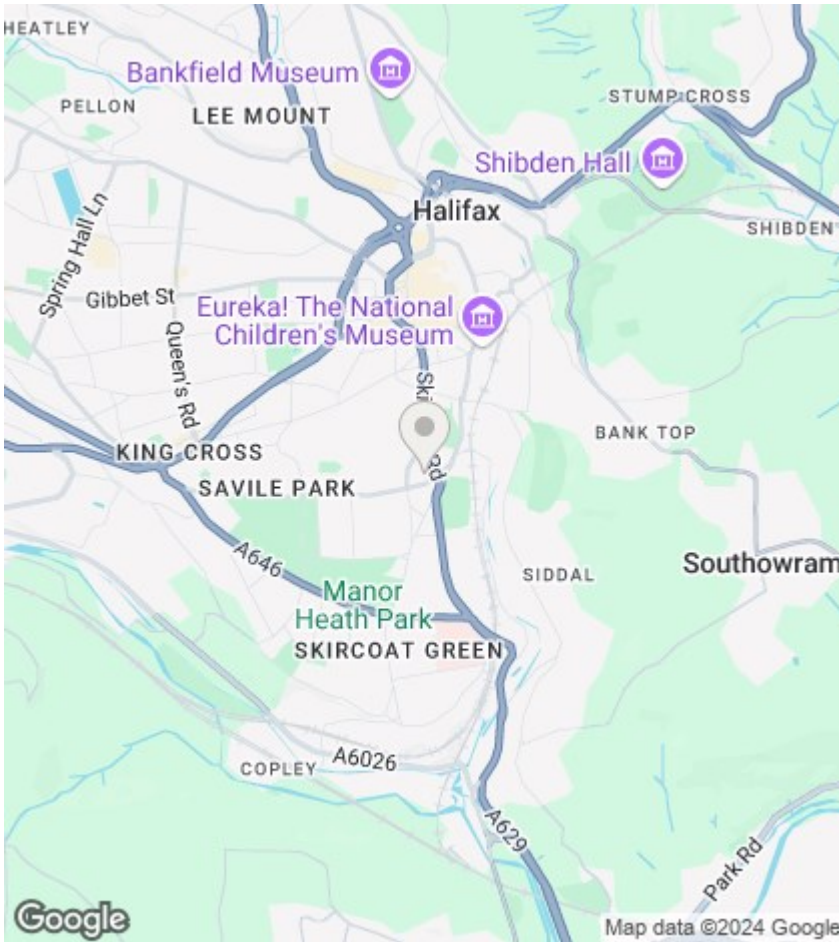 HEATLEY
Bankfield Museum
PELLON
LEE MOUNT
STUMP CROSS
Shibden Hall
Halifax
SHIBDEN
Spring Hall Ln
Gibbet St
Eureka! The National
Children's Museum
Queen's Rd
Ski
Rd
BANK TOP
KING CROSS
SAVILE PARK
A646
SIDDAL
Southowram
Manor
Heath Park
SKIRCOAT GREEN
A6026
COPLEY
A629
Park Rd
Google
Map data ©2024 Google